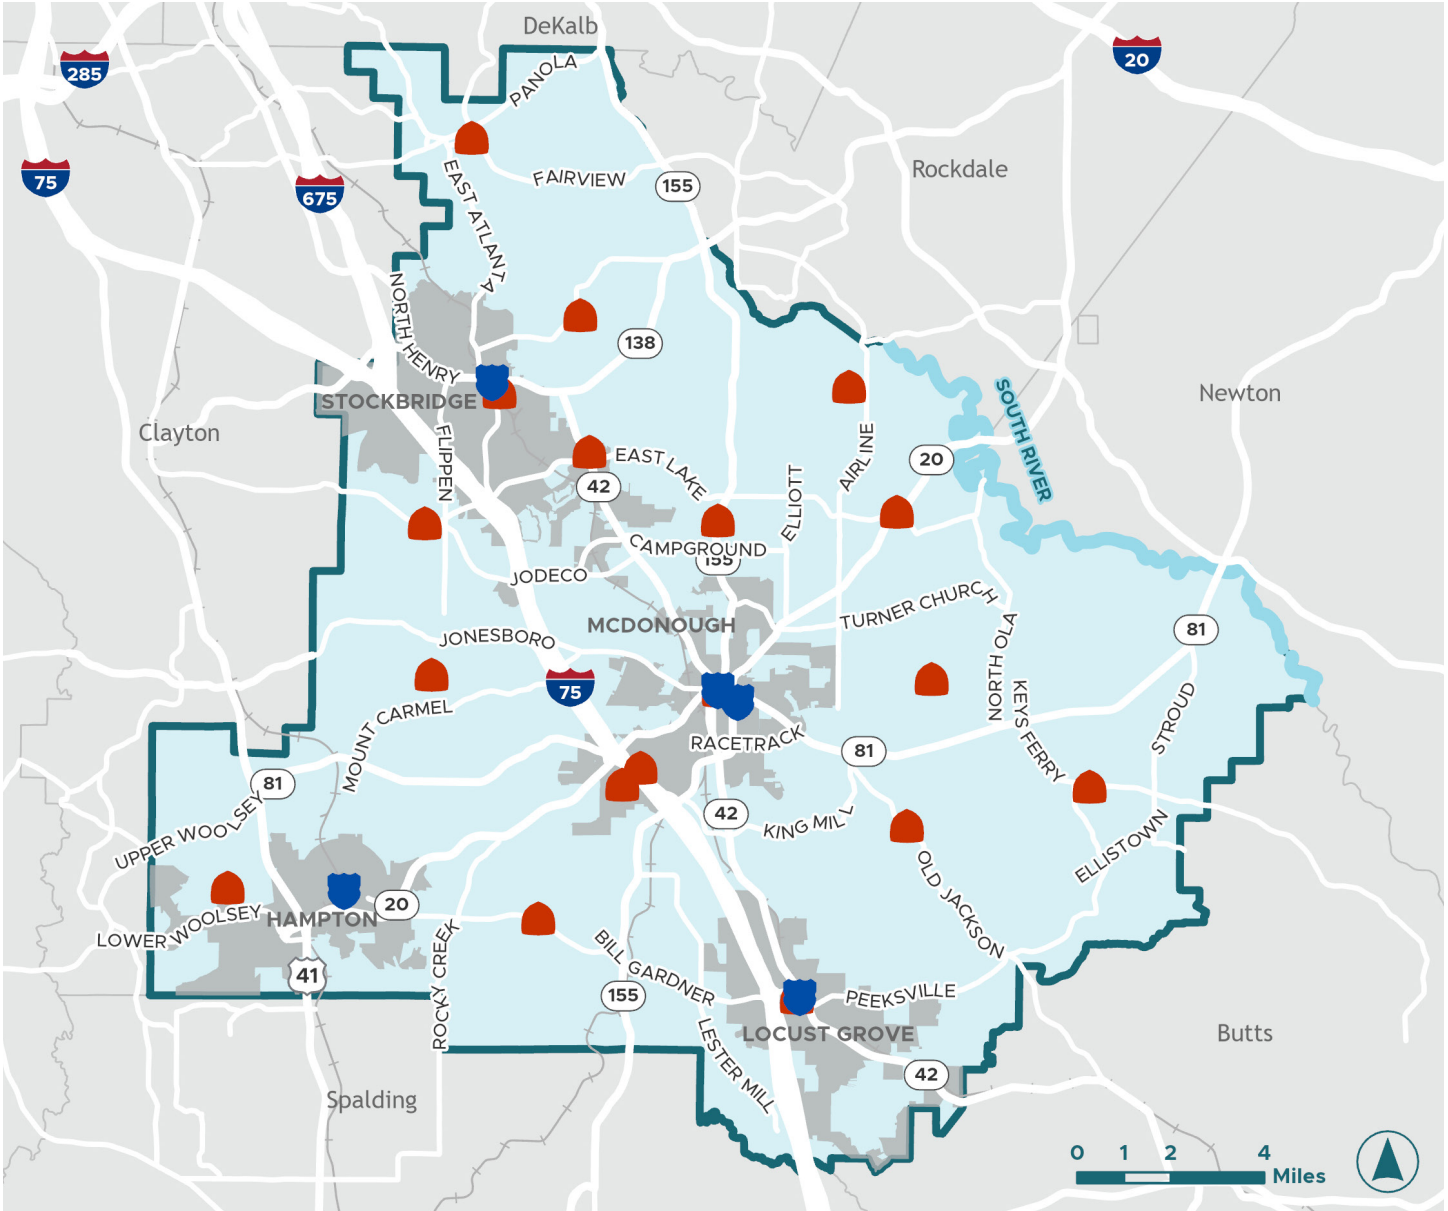 DeKalb
285
20
PANOLA
75
675
EAST ATLANTA
FAIRVIEW
155
Rockdale
NORTH HENRY
138
STOCKBRIDGE
Clayton
Newton
SOUTH RIVER
FLIPPEN
EAST LAKE
42
ELLIOTT
AIRLINE
20
CAMPGROUND
155
JODECO
MCDONOUGH
TURNER CHURCH
JONESBORO
NORTH OLA
81
75
MOUNT CARMEL
RACETRACK
KEYS FERRY
STROUD
81
81
UPPER WOOLSEY
42
KING MILL
ELLISTOWN
OLD JACKSON
LOWER WOOLSEY
HAMPTON
20
41
ROCKY CREEK
BILL GARDNER
155
PEEKSVILLE
LOCUST GROVE
LESTER MILL
42
Butts
Spalding
0 1 2 4
Miles